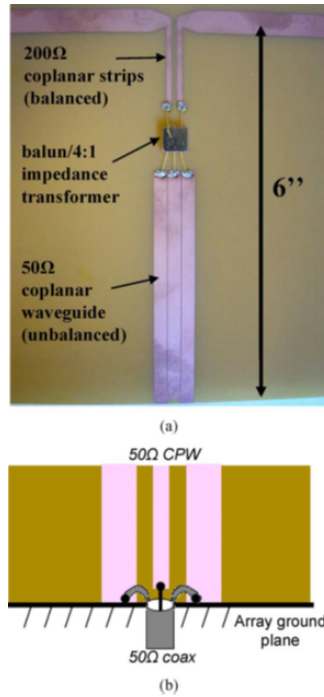 200Ω
coplanar strips
(balanced)
balun/4:1
impedance
transformer
6’’
50Ω
coplanar
waveguide
(unbalanced)
(a)
50Ω CPW
Array ground
plane
50Ω coax
(b)